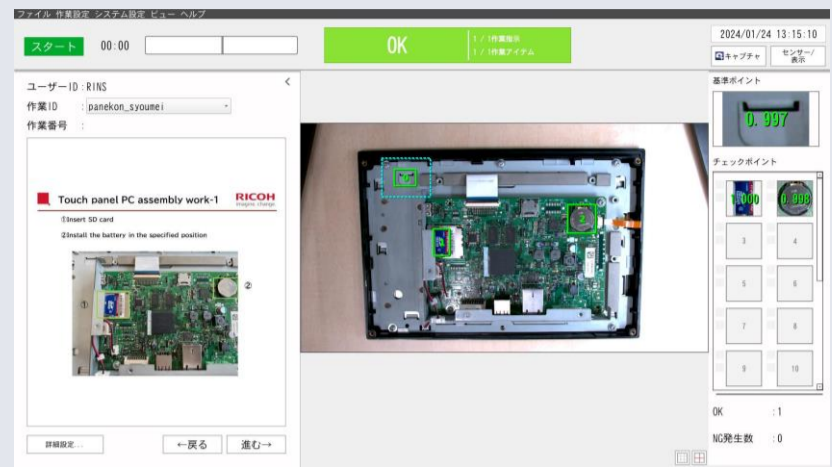 ファイル 作業設定 システム設定 ビュー ヘルプ
スタート
00:00
OK
1 / 1作業指示
1 / 1作業アイテム
2024/01/24 13:15:10
キャプチャ
センサー/
表示
ユーザーID :RINS
作業ID : panekon_syoumei
作業番号 :
Touch panel PC assembly work-1
RICOH
imagine. change.
①Insert SD card
②Install the battery in the specified position
①
②
詳細設定...
←戻る
進む→
基準ポイント
0.997
チェックポイント
1.000
0.998
3
4
5
6
7
8
9
10
OK :1
NG発生数 :0